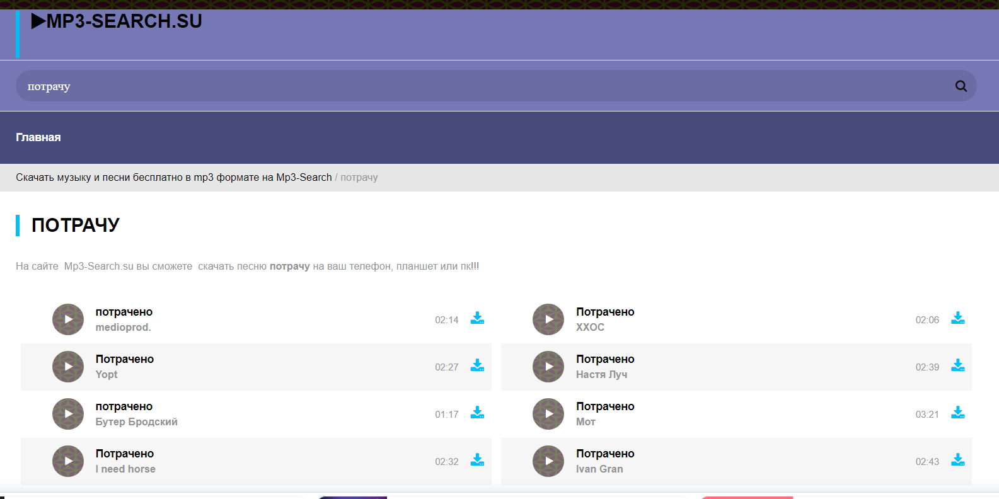 ▶MP3-SEARCH.SU
потрачу
Главная
Скачать музыку и песни бесплатно в mp3 формате на Mp3-Search / потрачу
ПОТРАЧУ
На сайте Mp3-Search.su вы сможете скачать песню потрачу на ваш телефон, планшет или пк!!!
потрачено
medioprod.
02:14
Потрачено
XXOC
02:06
Потрачено
Yopt
02:27
Потрачено
Настя Луч
02:39
потрачено
Бутер Бродский
01:17
Потрачено
Мот
03:21
Потрачено
I need horse
02:32
Потрачено
Ivan Gran
02:43